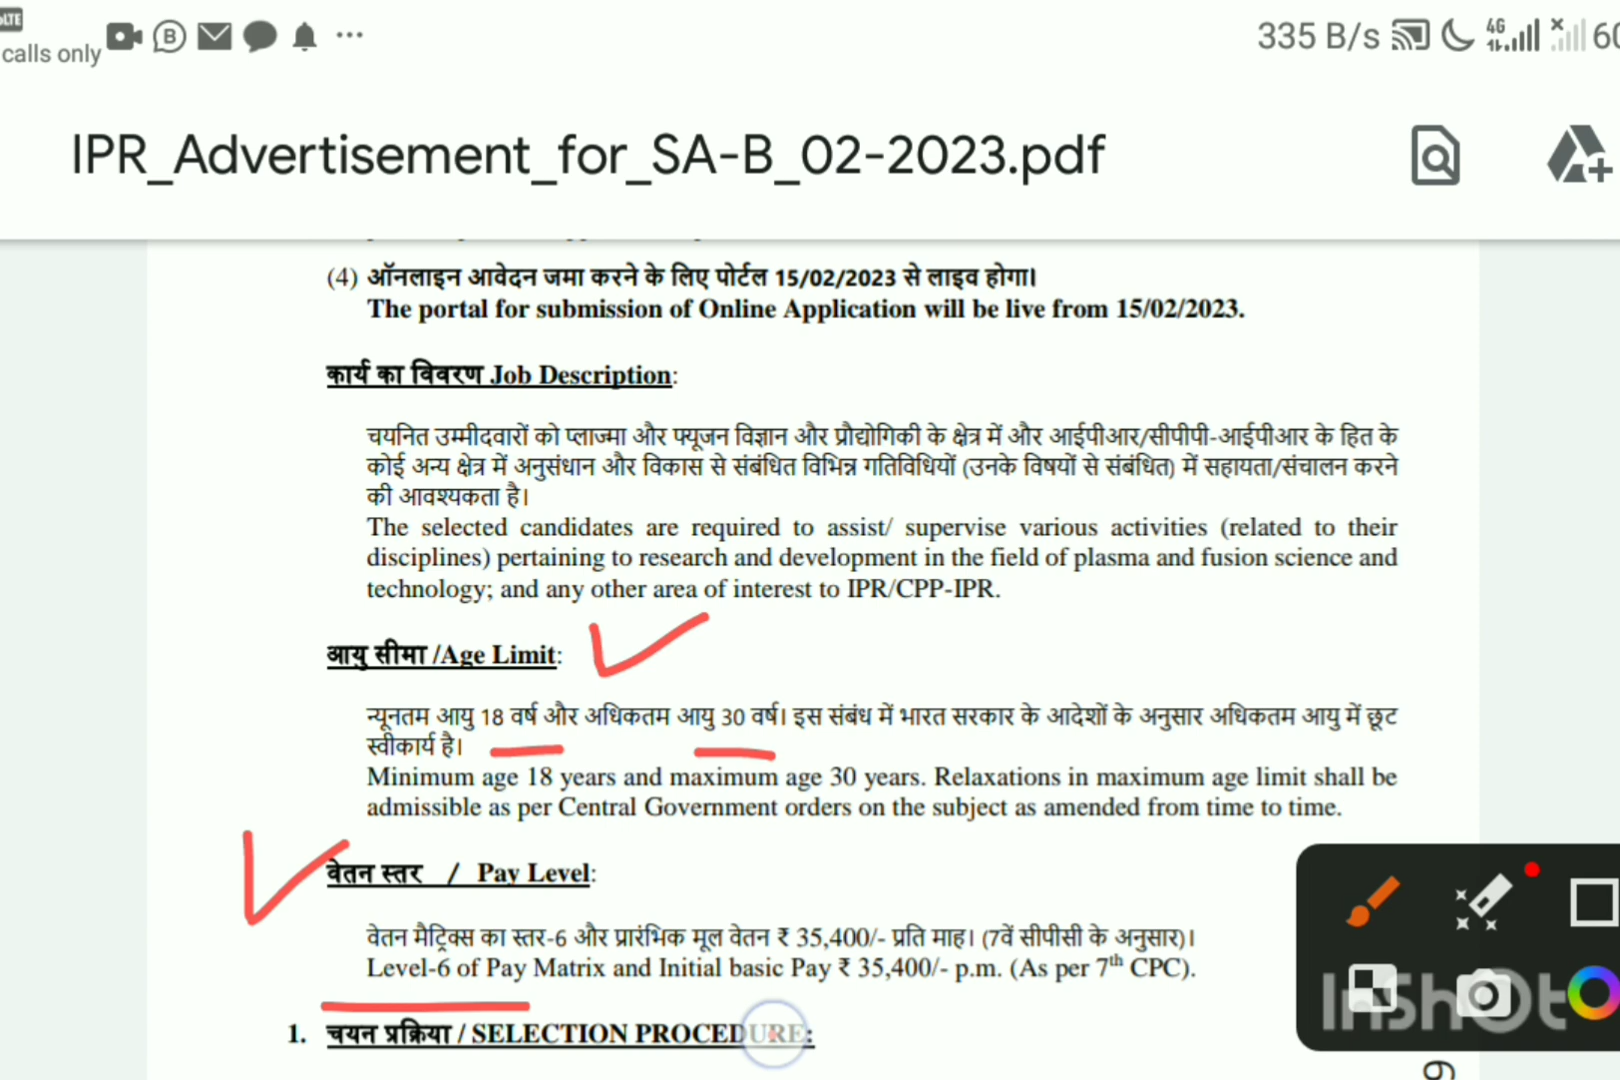 LTE
calls only
335 B/s
4G
60
IPR_Advertisement_for_SA-B_02-2023.pdf
(4) ऑनलाइन आवेदन जमा करने के लिए पोर्टल 15/02/2023 से लाइव होगा।
The portal for submission of Online Application will be live from 15/02/2023.
कार्य का विवरण Job Description:
चयनित उम्मीदवारों को प्लाज्मा और फ्यूजन विज्ञान और प्रौद्योगिकी के क्षेत्र में और आईपीआर/सीपीपी-आईपीआर के हित के
कोई अन्य क्षेत्र में अनुसंधान और विकास से संबंधित विभिन्न गतिविधियों (उनके विषयों से संबंधित) में सहायता/संचालन करने
की आवश्यकता है।
The selected candidates are required to assist/ supervise various activities (related to their
disciplines) pertaining to research and development in the field of plasma and fusion science and
technology; and any other area of interest to IPR/CPP-IPR.
आयु सीमा /Age Limit:
न्यूनतम आयु 18 वर्ष और अधिकतम आयु 30 वर्ष। इस संबंध में भारत सरकार के आदेशों के अनुसार अधिकतम आयु में छूट
स्वीकार्य है।
Minimum age 18 years and maximum age 30 years. Relaxations in maximum age limit shall be
admissible as per Central Government orders on the subject as amended from time to time.
वेतन स्तर / Pay Level:
वेतन मैट्रिक्स का स्तर-6 और प्रारंभिक मूल वेतन ₹ 35,400/- प्रति माह। (7वें सीपीसी के अनुसार)।
Level-6 of Pay Matrix and Initial basic Pay ₹ 35,400/- p.m. (As per 7th CPC).
1. चयन प्रक्रिया / SELECTION PROCEDURE:
InShOt